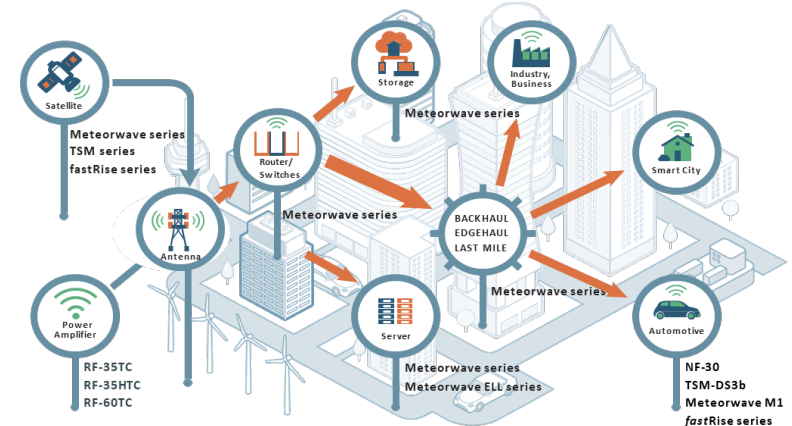 Satellite
Meteorwave series
TSM series
fastRise series
Storage
Meteorwave series
Industry,
Business
Router/
Switches
Meteorwave series
Smart City
Antenna
BACKHAUL
EDGEHAUL
LAST MILE
Meteorwave series
Power
Amplifier
RF-35TC
RF-35HTC
RF-60TC
Server
Meteorwave series
Meteorwave ELL series
Automotive
NF-30
TSM-DS3b
Meteorwave M1
fastRise series